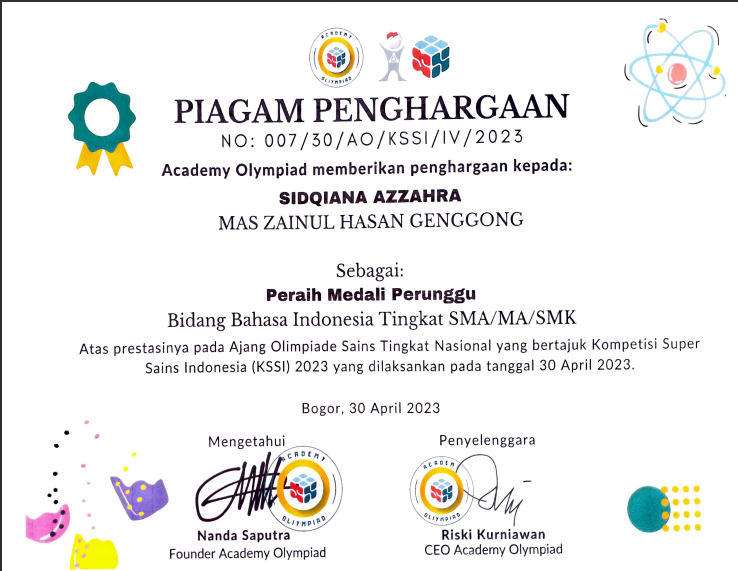 ACADEMY OLYMPIAD
PIAGAM PENGHARGAAN
NO: 007/30/AO/KSSI/IV/2023
Academy Olympiad memberikan penghargaan kepada:
SIDQIANA AZZAHRA
MAS ZAINUL HASAN GENGGONG
Sebagai:
Peraih Medali Perunggu
Bidang Bahasa Indonesia Tingkat SMA/MA/SMK
Atas prestasinya pada Ajang Olimpiade Sains Tingkat Nasional yang bertajuk Kompetisi Super
Sains Indonesia (KSSI) 2023 yang dilaksankan pada tanggal 30 April 2023.
Bogor, 30 April 2023
Mengetahui
Penyelenggara
ACADEMY OLYMPIAD
ACADEMY OLYMPIAD
Nanda Saputra
Riski Kurniawan
Founder Academy Olympiad
CEO Academy Olympiad